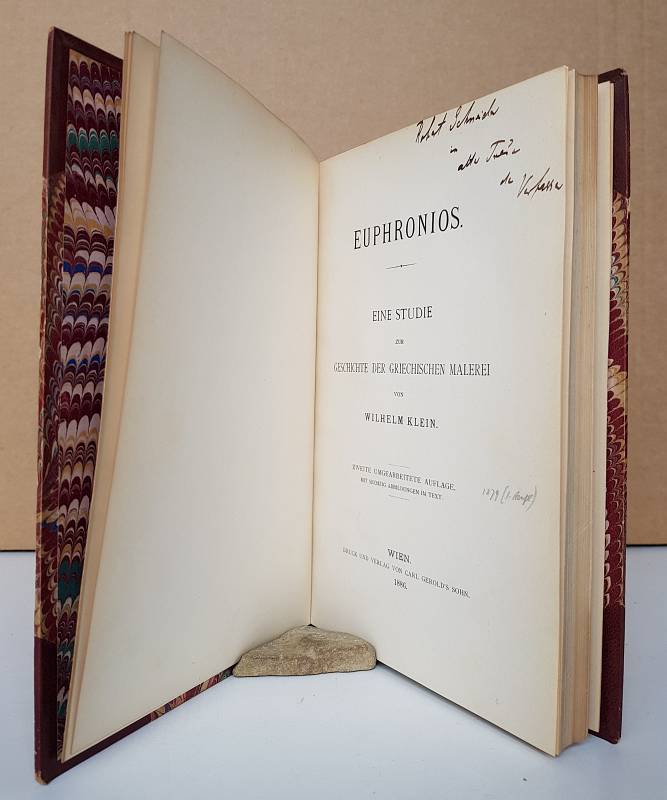 Robert Schneider
in
alter Treue
der Verfasser
EUPHRONIOS.
EINE STUDIE
ZUR
GESCHICHTE DER GRIECHISCHEN MALEREI
VON
WILHELM KLEIN.
ZWEITE UMGEARBEITETE AUFLAGE.
MIT SECHZIG ABBILDUNGEN IM TEXT.
1879 (1.
WIEN.
DRUCK UND VERLAG VON CARL GEROLD'S SOHN.
1886.